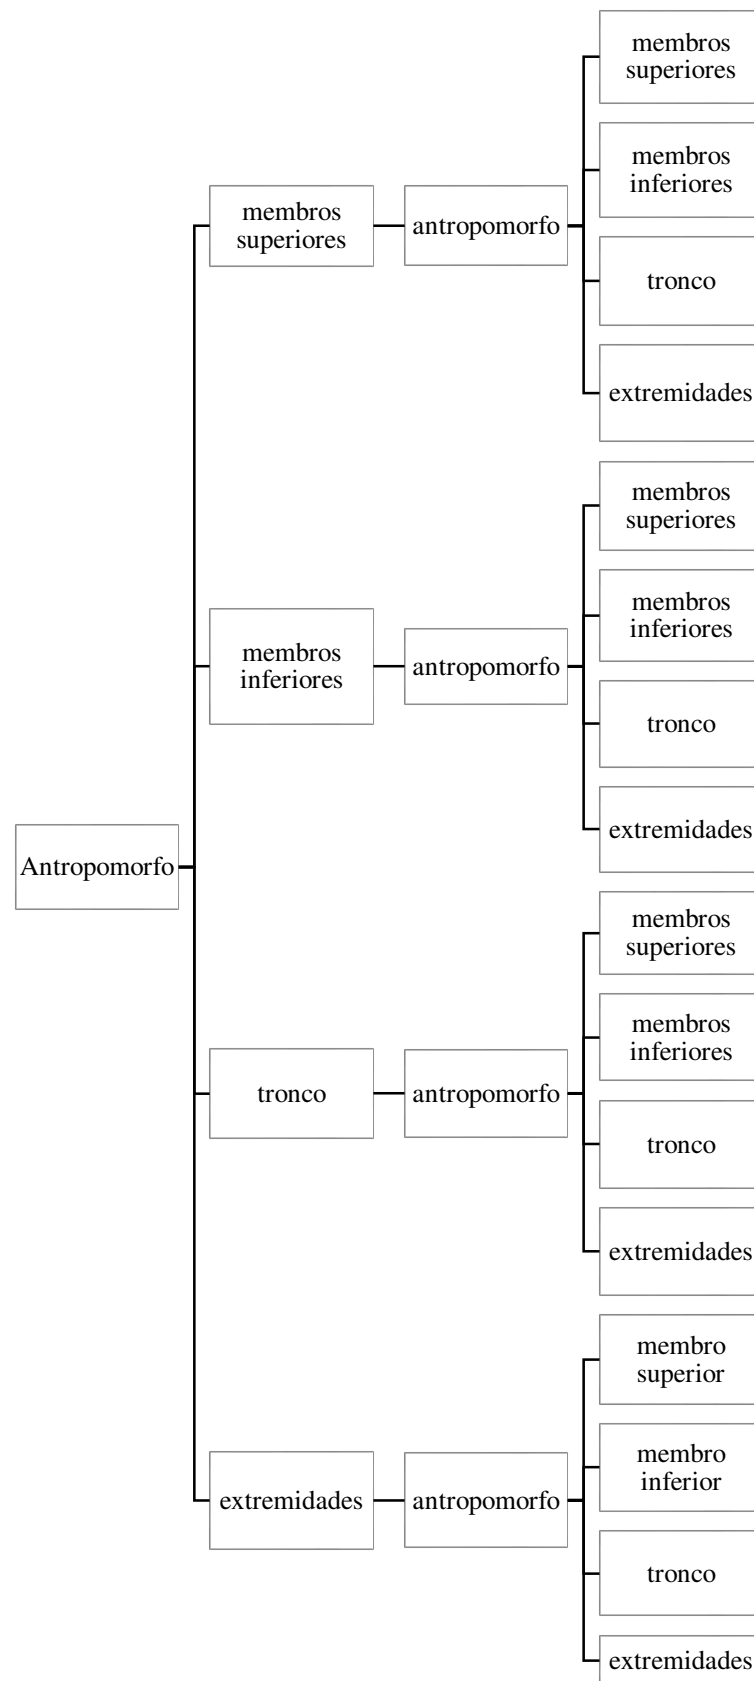 membros
superiores
membros
inferiores
membros
superiores
antropomorfo
tronco
extremidades
membros
superiores
membros
inferiores
membros
inferiores
antropomorfo
tronco
extremidades
Antropomorfo
membros
superiores
membros
inferiores
tronco
antropomorfo
tronco
extremidades
membro
superior
membro
inferior
extremidades
antropomorfo
tronco
extremidades